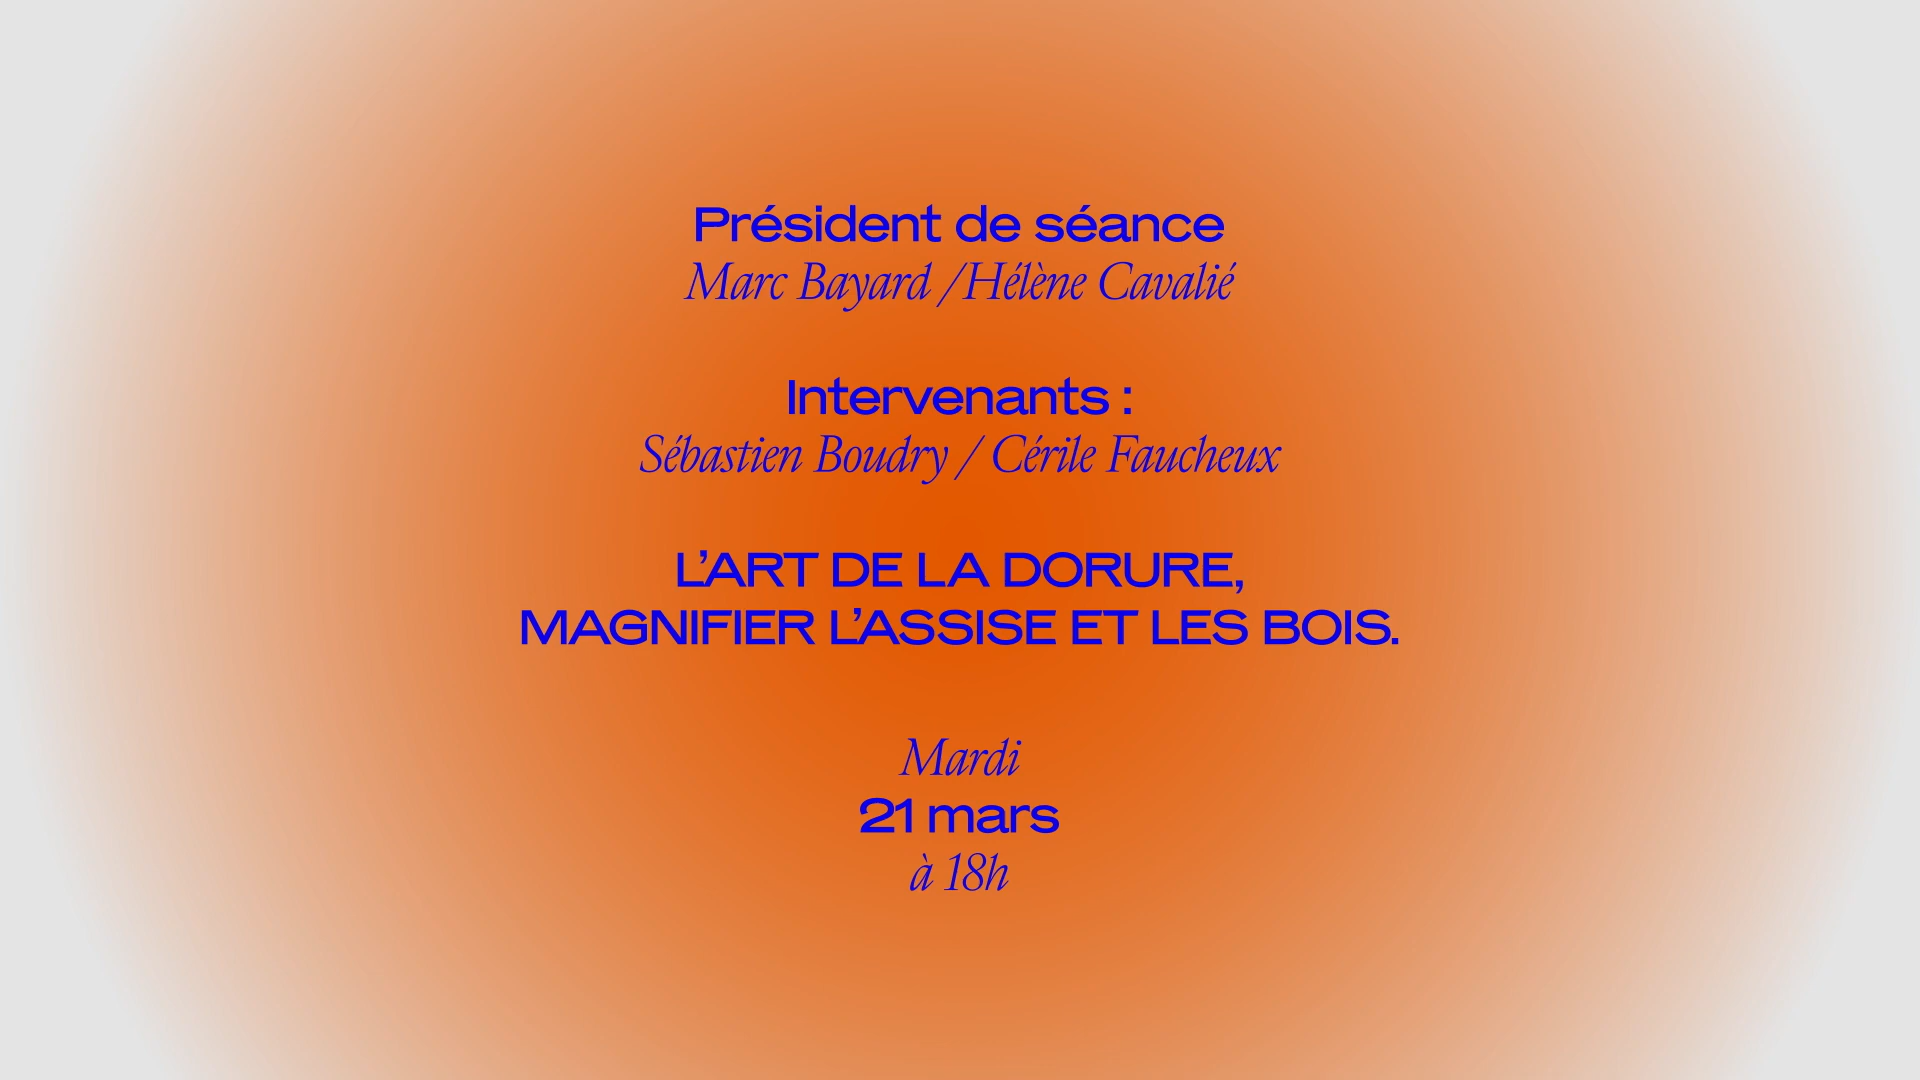 Président de séance
Marc Bayard /Hélène Cavalié
Intervenants :
Sébastien Boudry / Cérile Faucheux
L’ART DE LA DORURE,
MAGNIFIER L’ASSISE ET LES BOIS.
Mardi
21 mars
à 18h